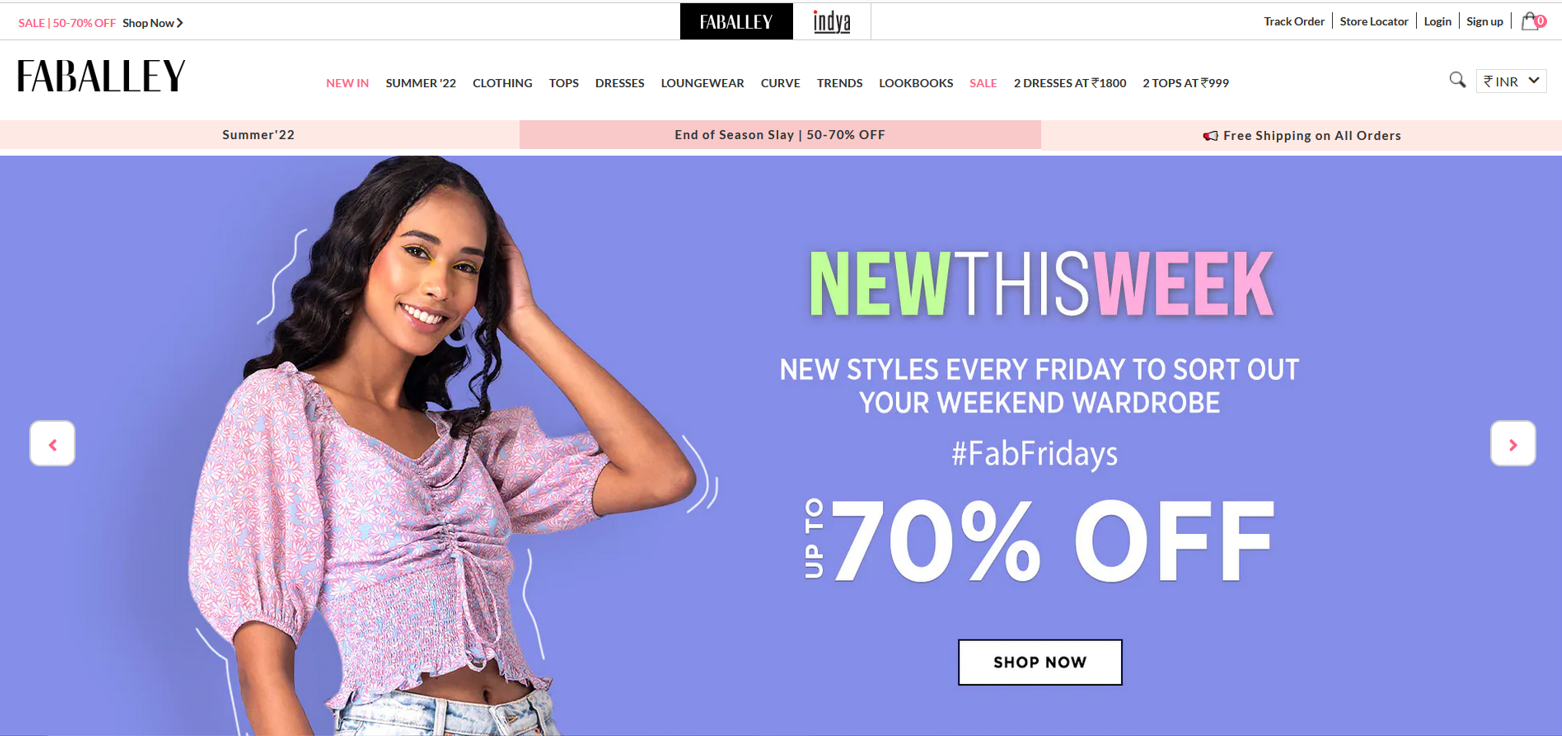 SALE | 50-70% OFF Shop Now
FABALLEY
indya
Track Order
Store Locator
Login
Sign up
0
FABALLEY
NEW IN
SUMMER '22
CLOTHING
TOPS
DRESSES
LOUNGEWEAR
CURVE
TRENDS
LOOKBOOKS
SALE
2 DRESSES AT ₹1800
2 TOPS AT ₹999
₹ INR
Summer'22
End of Season Slay | 50-70% OFF
Free Shipping on All Orders
NEWTHISWEEK
NEW STYLES EVERY FRIDAY TO SORT OUT
YOUR WEEKEND WARDROBE
#FabFridays
UP TO
70% OFF
SHOP NOW